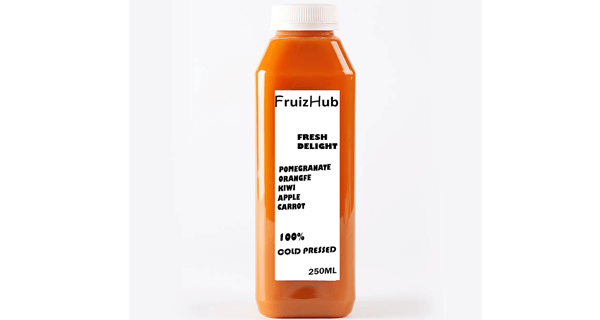 FruizHub
FRESH
DELIGHT
POMEGRANATE
ORANGFE
KIWI
APPLE
CARROT
100%
COLD PRESSED
250ML